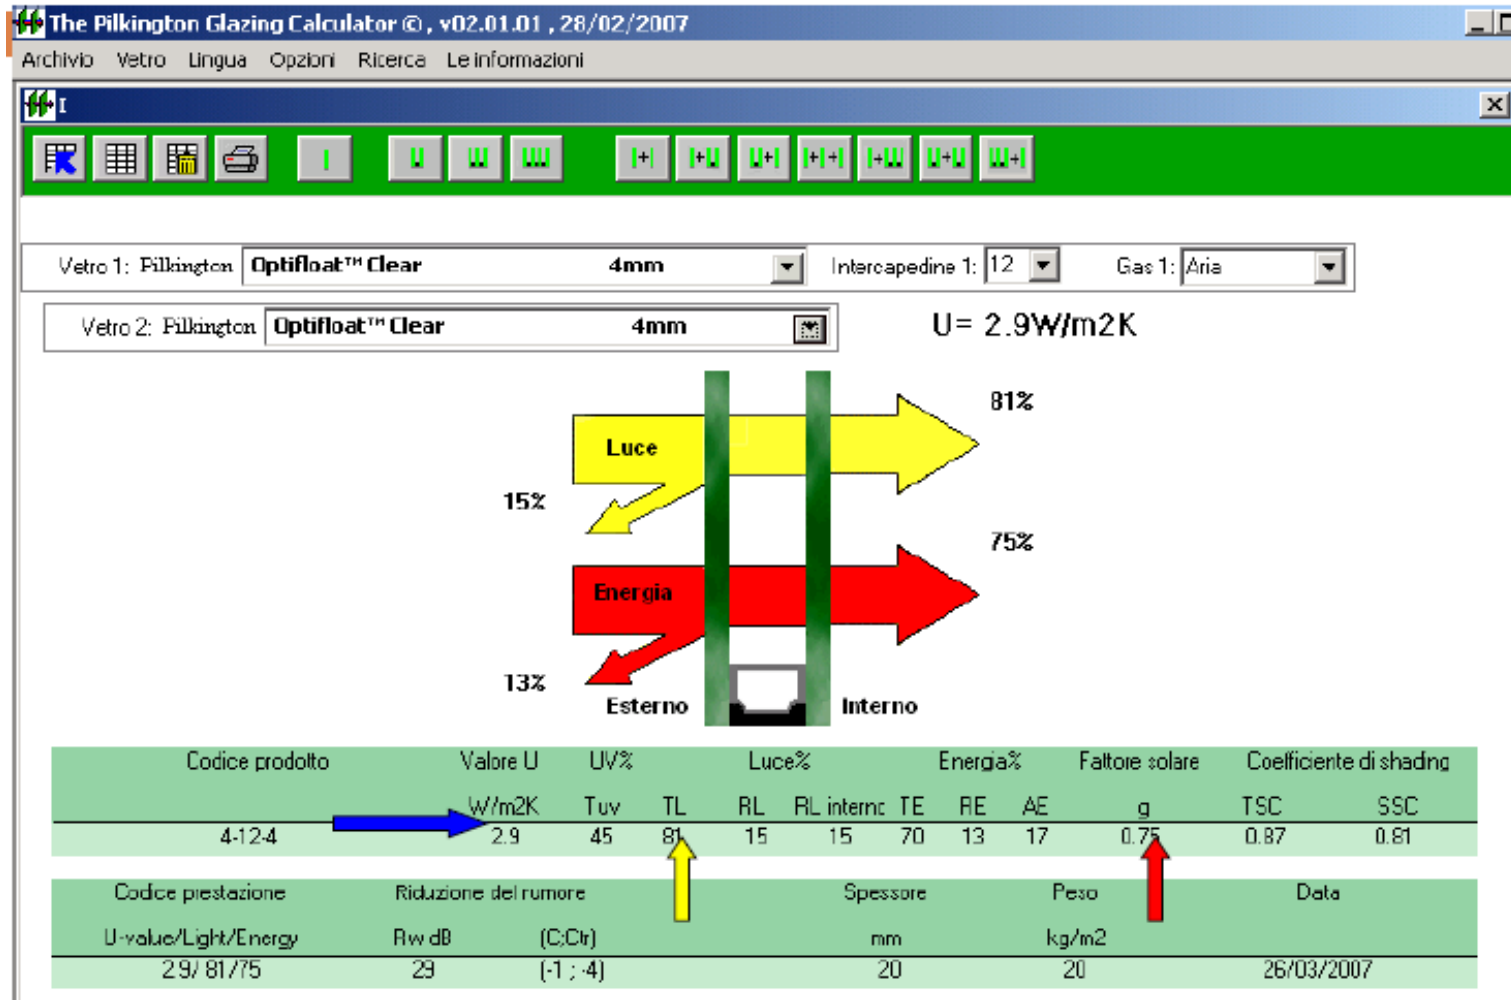 The Pilkington Glazing Calculator © , v02.01.01 , 28/02/2007
Archivio Vetro Lingua Opzioni Ricerca Le informazioni
I
Vetro 1: Pilkington Optifloat™ Clear 4mm Intercapedine 1: 12 Gas 1: Aria
Vetro 2: Pilkington Optifloat™ Clear 4mm U= 2.9W/m2K
81%
Luce
15%
75%
Energia
13%
Esterno Interno
Codice prodotto Valore U UV% Luce% Energia% Fattore solare Coefficiente di shading
W/m2K Tuv TL RL RL interno TE RE AE g TSC SSC
4-12-4 2.9 45 81 15 15 70 13 17 0.75 0.87 0.81
Codice prestazione Riduzione del rumore Spessore Peso Data
U-value/Light/Energy Rw dB (C;Ctr) mm kg/m2
2.9/ 81/75 29 (-1 ; -4) 20 20 26/03/2007